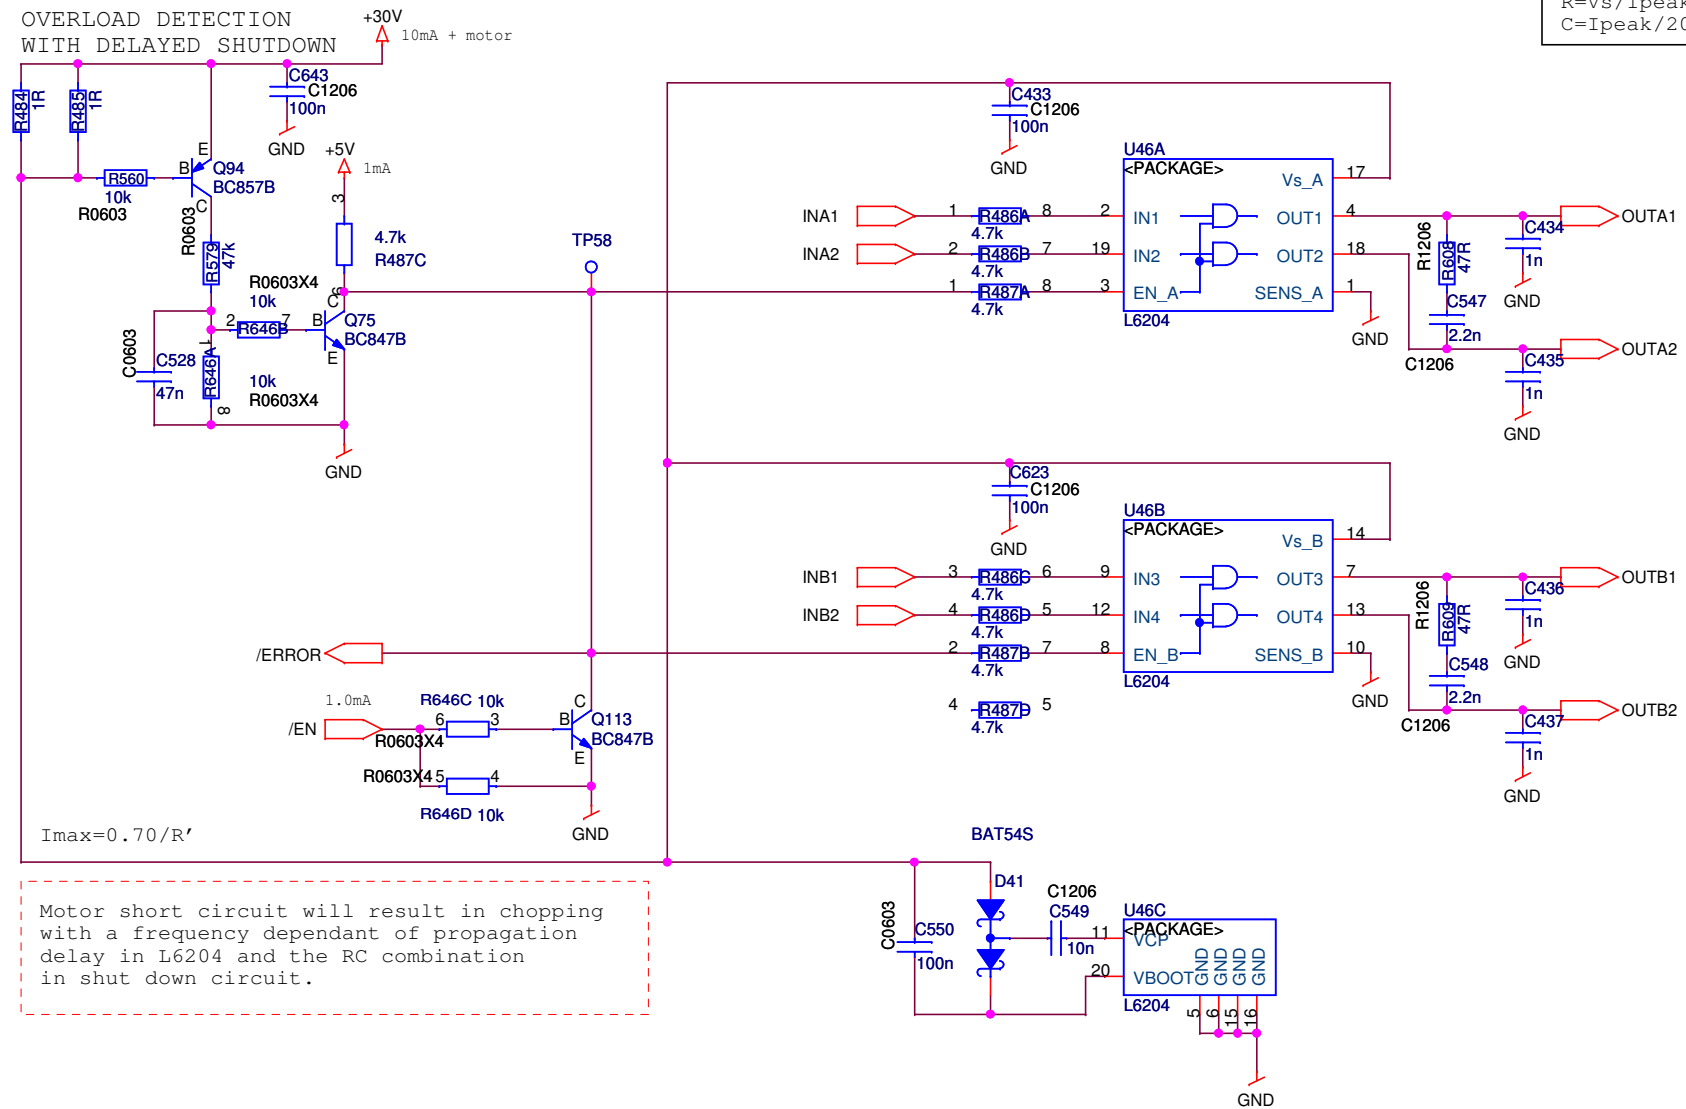 OVERLOAD DETECTION
WITH DELAYED SHUTDOWN
+30V
10mA + motor
C=Ipeak/20
R484
1R
R485
1R
C643
C1206
100n
GND
+5V
1mA
E
B
C
Q94
BC857B
R560
10k
R0603
R0603
R579
47k
3
4.7k
R487C
6
R0603X4
10k
2
R646B
7
B
C
E
Q75
BC847B
C0603
C528
47n
1
R646A
8
10k
R0603X4
GND
TP58
C433
C1206
100n
GND
U46A
<PACKAGE>
Vs_A
17
INA1
1
R486A
8
4.7k
2
IN1
OUT1
4
OUTA1
INA2
2
R486B
7
4.7k
19
IN2
OUT2
18
1
R487A
8
4.7k
3
EN_A
SENS_A
1
L6204
GND
R1206
R608
47R
C434
1n
GND
C547
2.2n
C1206
OUTA2
C435
1n
GND
C623
C1206
100n
GND
U46B
<PACKAGE>
Vs_B
14
INB1
3
R486C
6
4.7k
9
IN3
OUT3
7
OUTB1
INB2
4
R486D
5
4.7k
12
IN4
OUT4
13
2
R487B
7
4.7k
8
EN_B
SENS_B
10
L6204
GND
4
R487D
5
4.7k
R1206
R609
47R
C436
1n
GND
C548
2.2n
C1206
OUTB2
C437
1n
GND
/ERROR
1.0mA
/EN
R646C 10k
6
3
R0603X4
B
C
E
Q113
BC847B
R0603X4
5
4
R646D 10k
GND
Imax=0.70/R'
Motor short circuit will result in chopping
with a frequency dependant of propagation
delay in L6204 and the RC combination
in shut down circuit.
BAT54S
D41
C0603
C550
100n
C1206
C549
10n
U46C
<PACKAGE>
11
VCP
20
VBOOT
GND
GND
GND
GND
L6204
5
6
15
16
GND